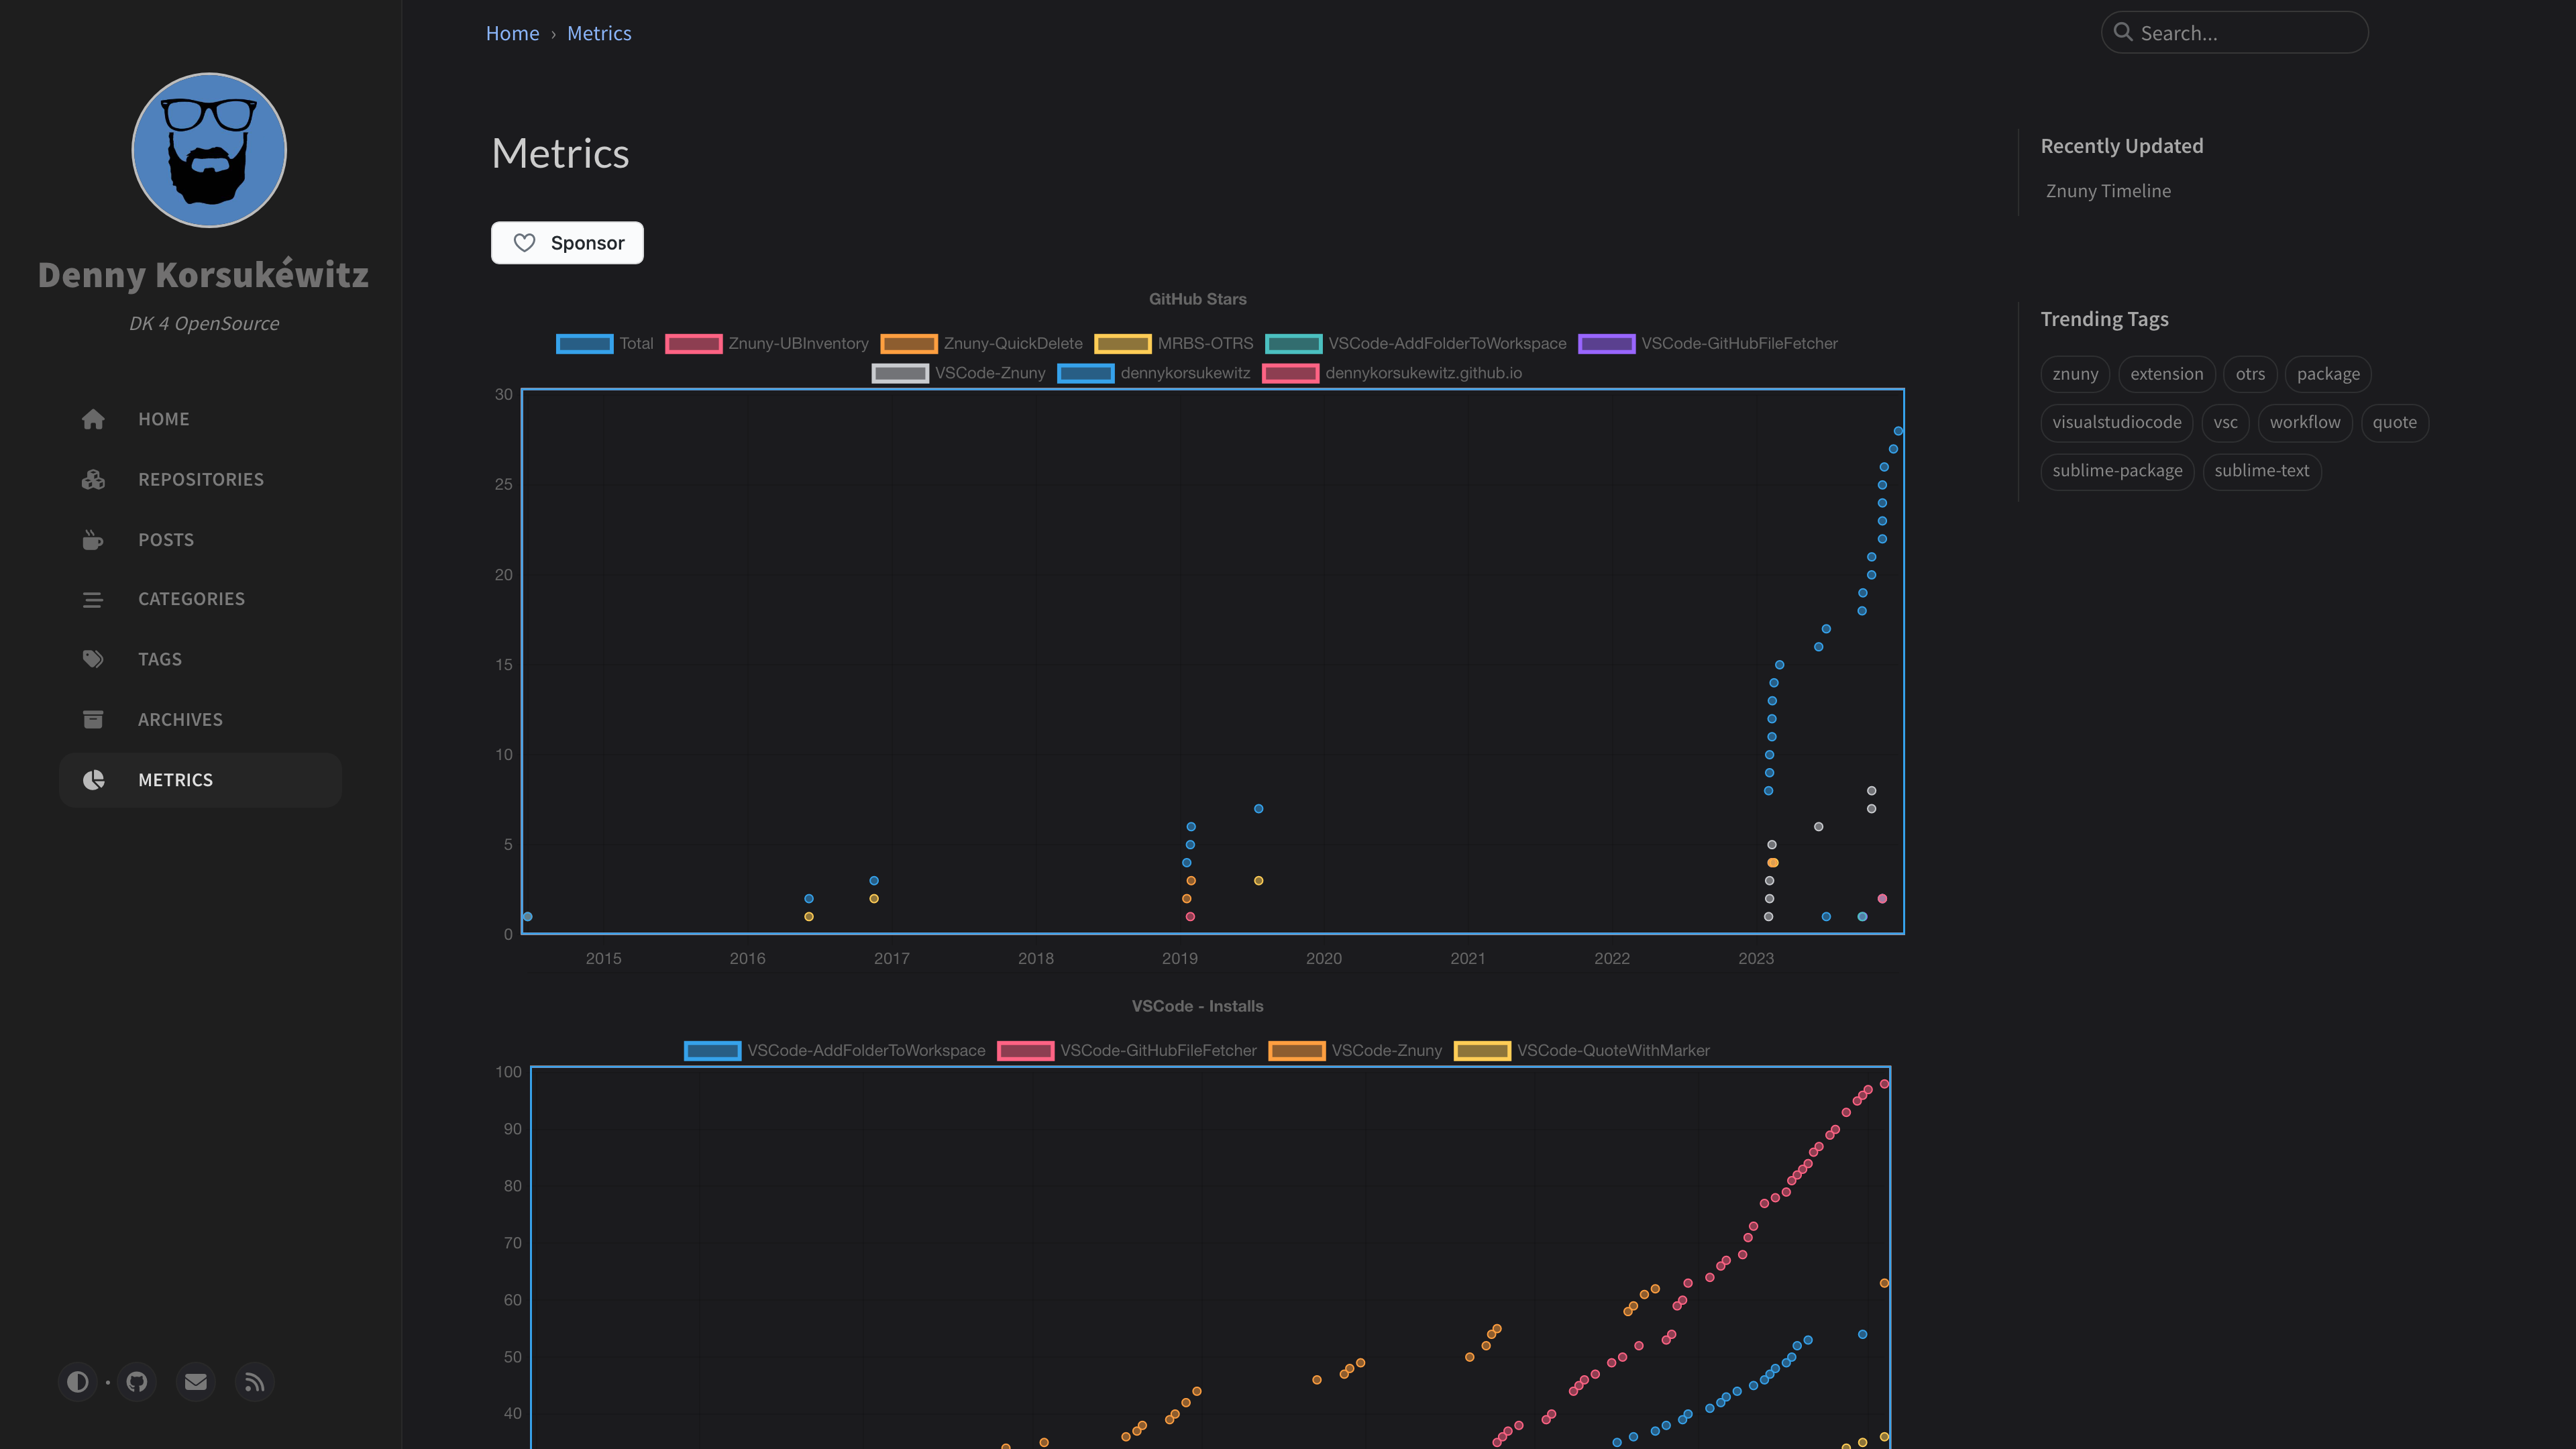 Denny Korsukéwitz
DK 4 OpenSource
HOME
REPOSITORIES
POSTS
CATEGORIES
TAGS
ARCHIVES
METRICS
Home › Metrics
Search...
Metrics
Sponsor
GitHub Stars
Total Znuny-UBInventory Znuny-QuickDelete MRBS-OTRS VSCode-AddFolderToWorkspace VSCode-GitHubFileFetcher
VSCode-Znuny dennykorsukewitz dennykorsukewitz.github.io
30
25
20
15
10
5
0
2015 2016 2017 2018 2019 2020 2021 2022 2023
VSCode - Installs
VSCode-AddFolderToWorkspace VSCode-GitHubFileFetcher VSCode-Znuny VSCode-QuoteWithMarker
100
90
80
70
60
50
40
Recently Updated
Znuny Timeline
Trending Tags
znuny extension otrs package
visualstudiocode vsc workflow quote
sublime-package sublime-text